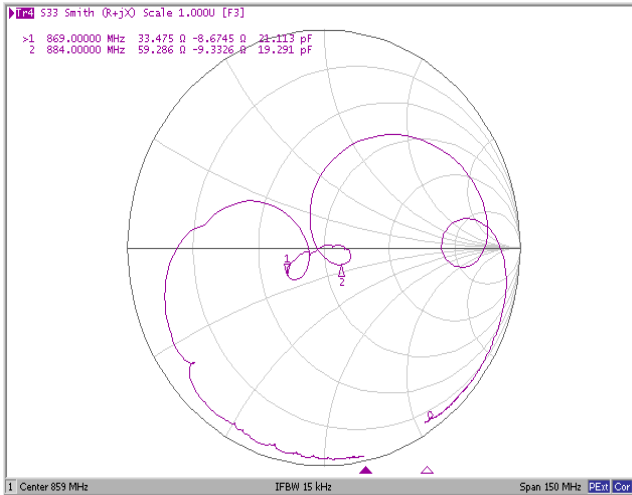 Tr4 S33 Smith (R+jX) Scale 1.000U [F3]
>1 869.00000 MHz 33.475 Ω -8.6745 Ω 21.113 pF
2 884.00000 MHz 59.286 Ω -9.3326 Ω 19.291 pF
1
2
1 Center 859 MHz IFBW 15 kHz Span 150 MHz PExt Cor